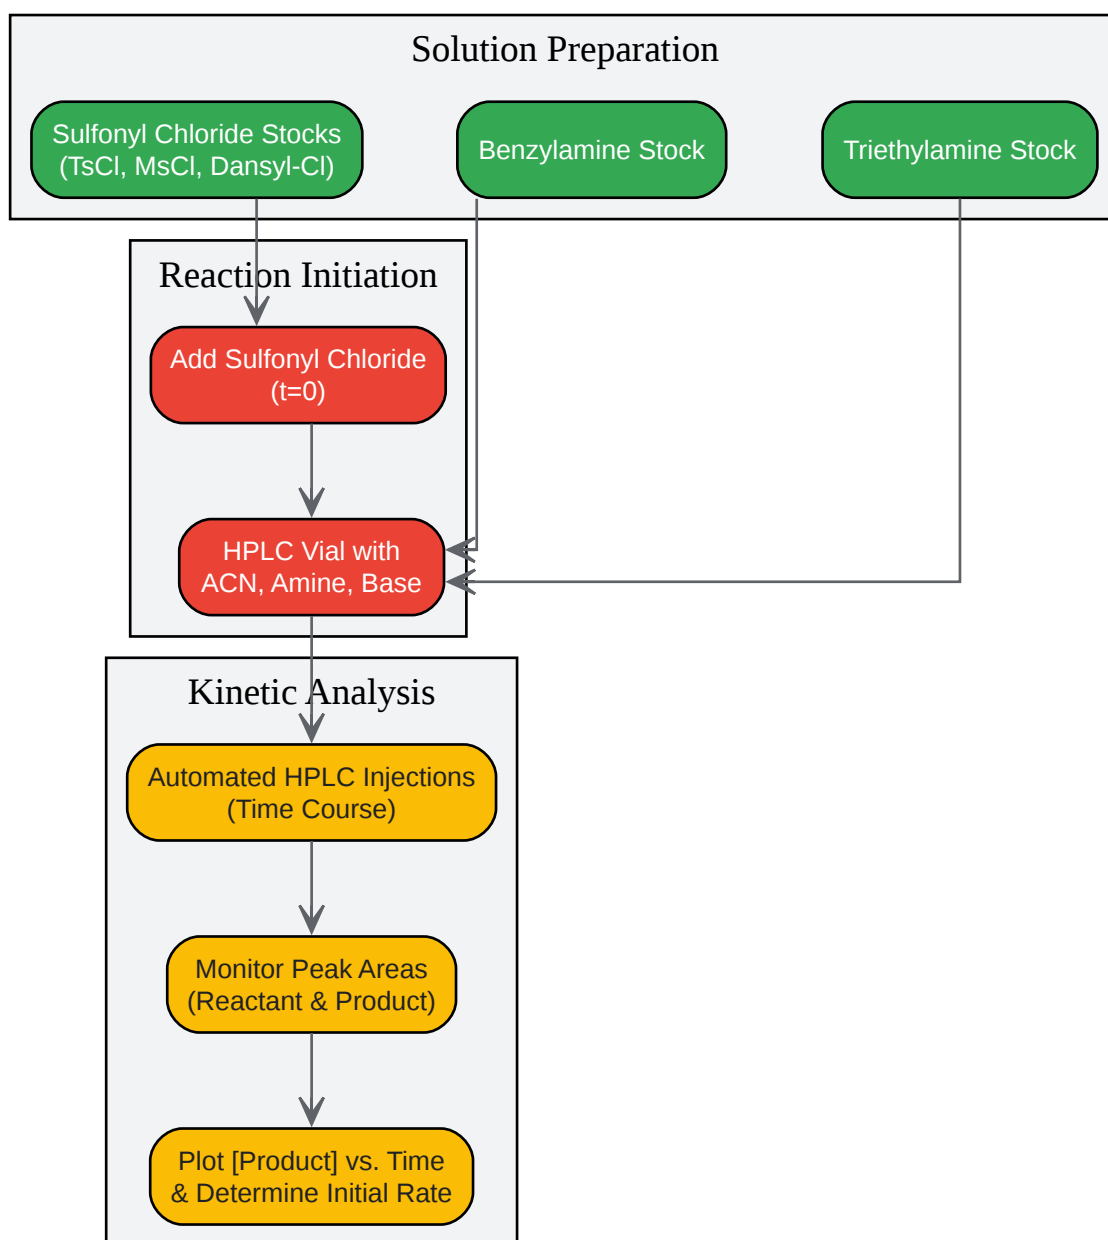 Solution Preparation
Sulfonyl Chloride Stocks
(TsCl, MsCl, Dansyl-Cl)
Benzylamine Stock
Triethylamine Stock
Reaction Initiation
Add Sulfonyl Chloride
(t=0)
HPLC Vial with
ACN, Amine, Base
Kinetic Analysis
Automated HPLC Injections
(Time Course)
Monitor Peak Areas
(Reactant & Product)
Plot [Product] vs. Time
& Determine Initial Rate